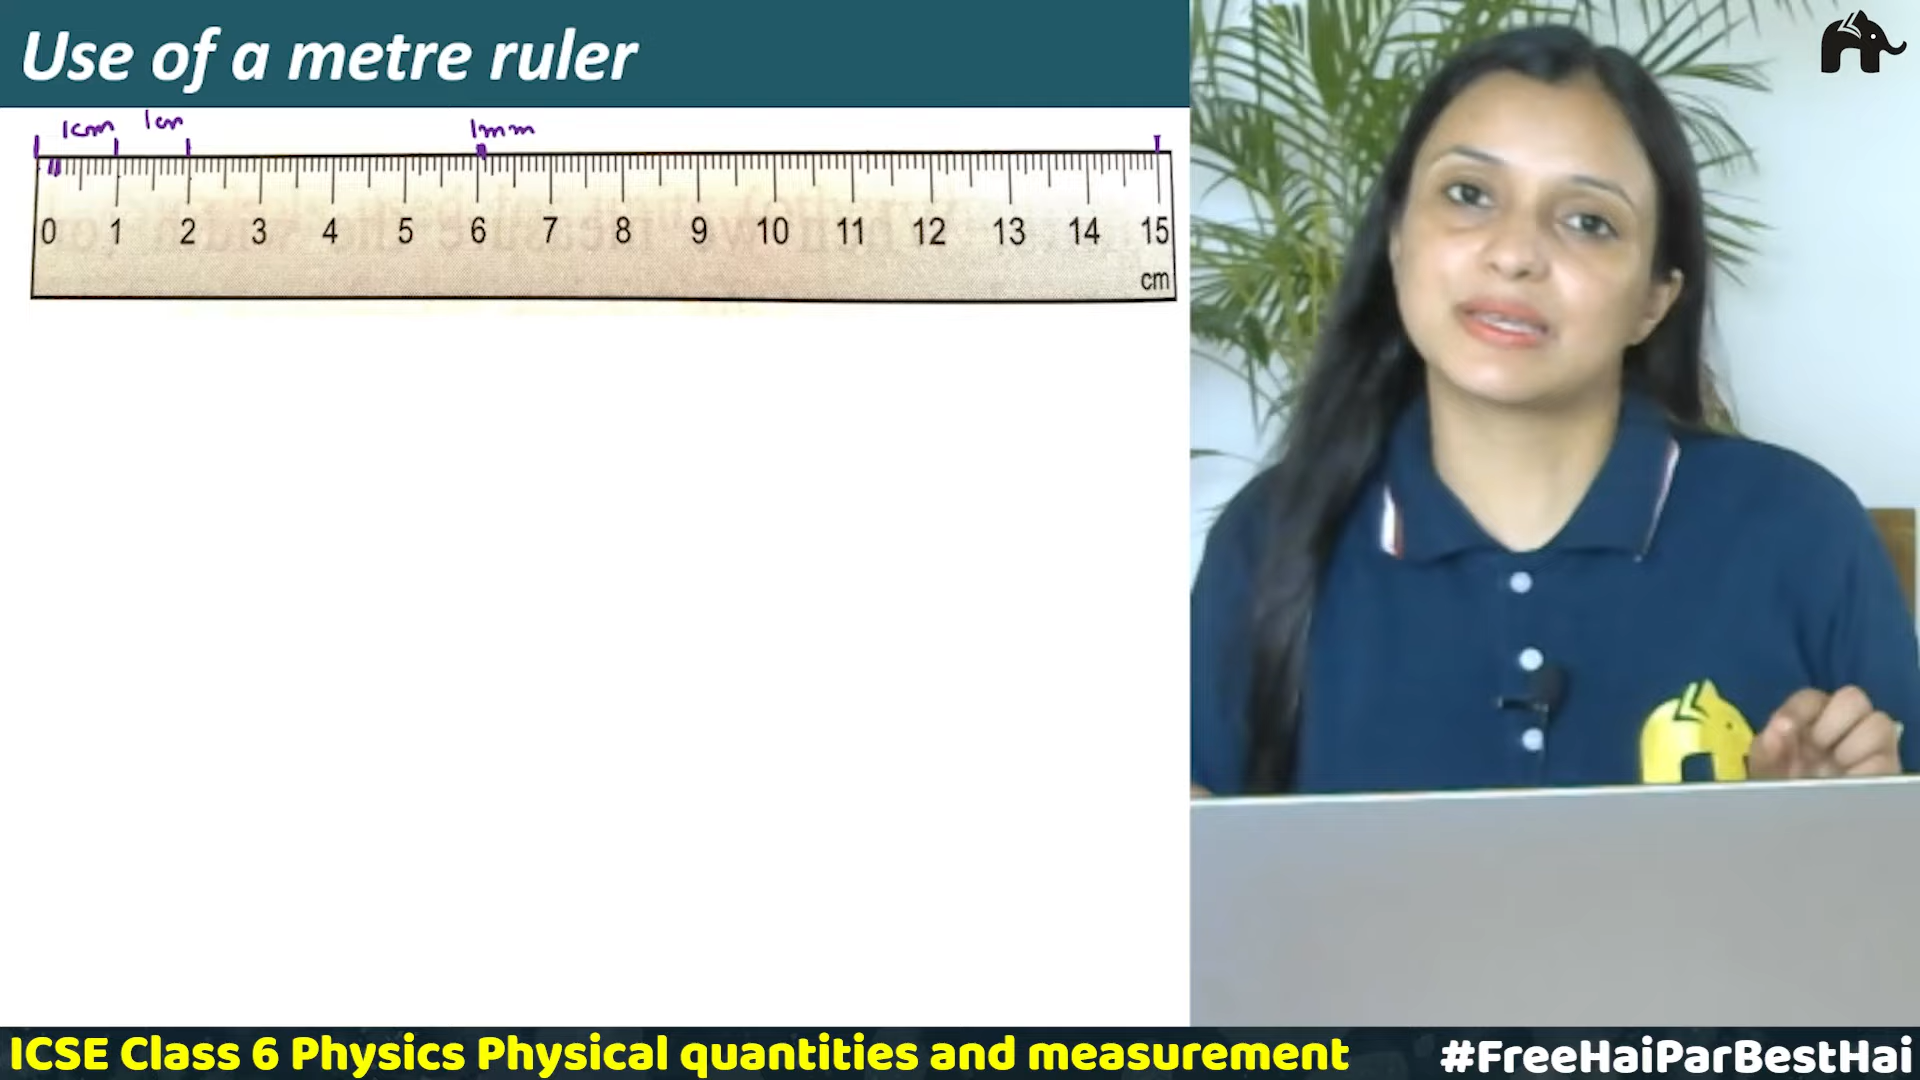 Use of a metre ruler
1cm 1cm 1mm
0 1 2 3 4 5 6 7 8 9 10 11 12 13 14 15
cm
ICSE Class 6 Physics Physical quantities and measurement #FreeHaiParBestHai